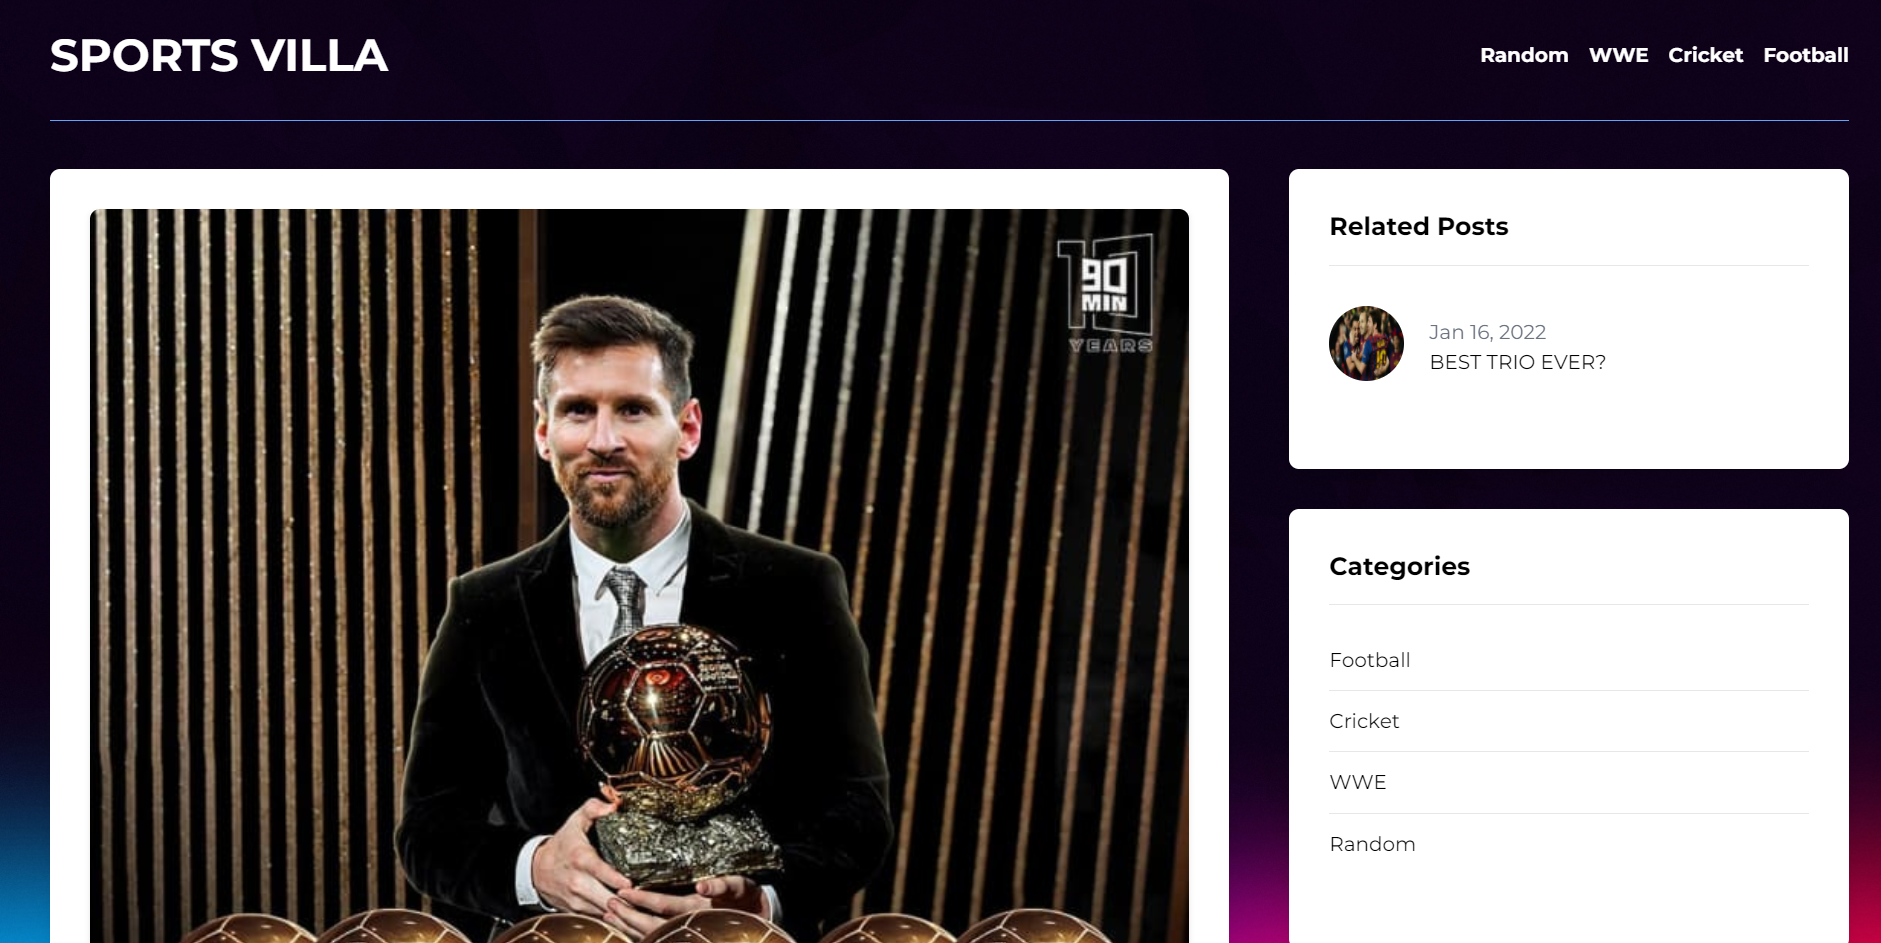 SPORTS VILLA
Random WWE Cricket Football
10
90
MIN
YEARS
Related Posts
Jan 16, 2022
BEST TRIO EVER?
Categories
Football
Cricket
WWE
Random